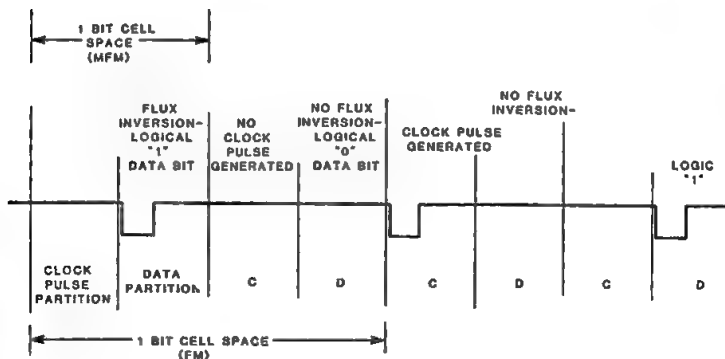 1 BIT CELL
SPACE
(MFM)
FLUX
INVERSION-
LOGICAL
"1"
DATA BIT
NO
CLOCK
PULSE
GENERATED
NO FLUX
INVERSION-
LOGICAL
"0"
DATA BIT
CLOCK PULSE
GENERATED
NO FLUX
INVERSION-
LOGIC
"1"
CLOCK
PULSE
PARTITION
DATA
PARTITION
C
D
C
D
C
D
1 BIT CELL SPACE
(FM)